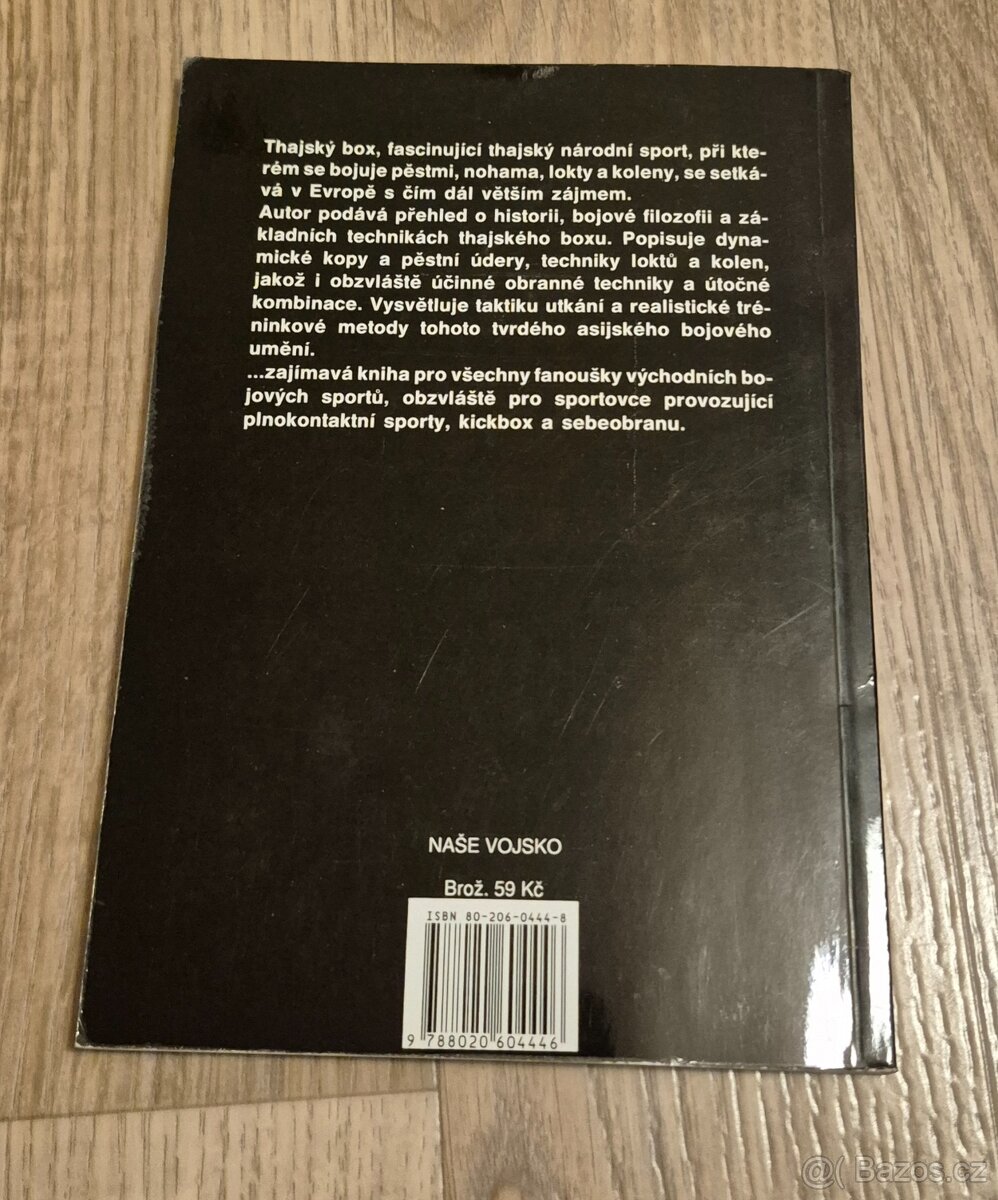 Thajský box, fascinující thajský národní sport, při kte-
rém se bojuje pěstmi, nohama, lokty a koleny, se setká-
vá v Evropě s čím dál větším zájmem.
Autor podává přehled o historii, bojové filozofii a zá-
kladních technikách thajského boxu. Popisuje dyna-
mické kopy a pěstní údery, techniky loktů a kolen,
jakož i obzvláště účinné obranné techniky a útočné
kombinace. Vysvětluje taktiku utkání a realistické tré-
ninkové metody tohoto tvrdého asijského bojového
umění.
...zajímavá kniha pro všechny fanoušky východních bo-
jových sportů, obzvláště pro sportovce provozující
plnokontaktní sporty, kickbox a sebeobranu.
NAŠE VOJSKO
Brož. 59 Kč
ISBN 80-206-0444-8
9 788020 604446
@( Bazos.cz